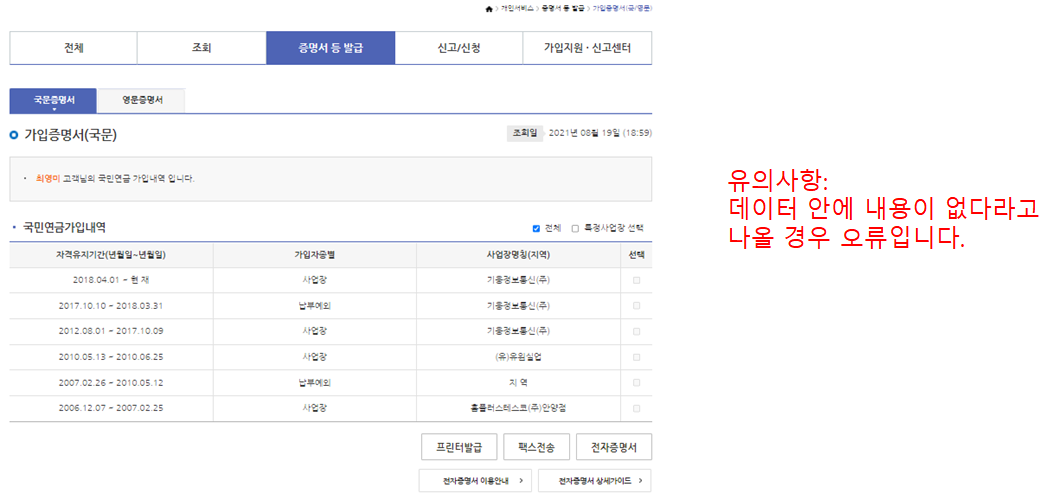 개인서비스 > 증명서 등 발급 > 가입증명서(국/영문)
전체 조회 증명서 등 발급 신고/신청 가입지원 · 신고센터
국문증명서 영문증명서
가입증명서(국문) 조회일 2021년 08월 19일 (18:59)
최영미 고객님의 국민연금 가입내역 입니다.
국민연금가입내역 전체 특정사업장 선택
자격유지기간(년월일~년월일) 가입자종별 사업장명칭(지역) 선택
2018.04.01 ~ 현 재 사업장 기웅정보통신(주)
2017.10.10 ~ 2018.03.31 납부예외 기웅정보통신(주)
2012.08.01 ~ 2017.10.09 사업장 기웅정보통신(주)
2010.05.13 ~ 2010.06.25 사업장 (유)유원실업
2007.02.26 ~ 2010.05.12 납부예외 지 역
2006.12.07 ~ 2007.02.25 사업장 홈플러스테스코(주)안양점
프린터발급 팩스전송 전자증명서
전자증명서 이용안내 > 전자증명서 상세가이드 >
유의사항:
데이터 안에 내용이 없다라고
나올 경우 오류입니다.